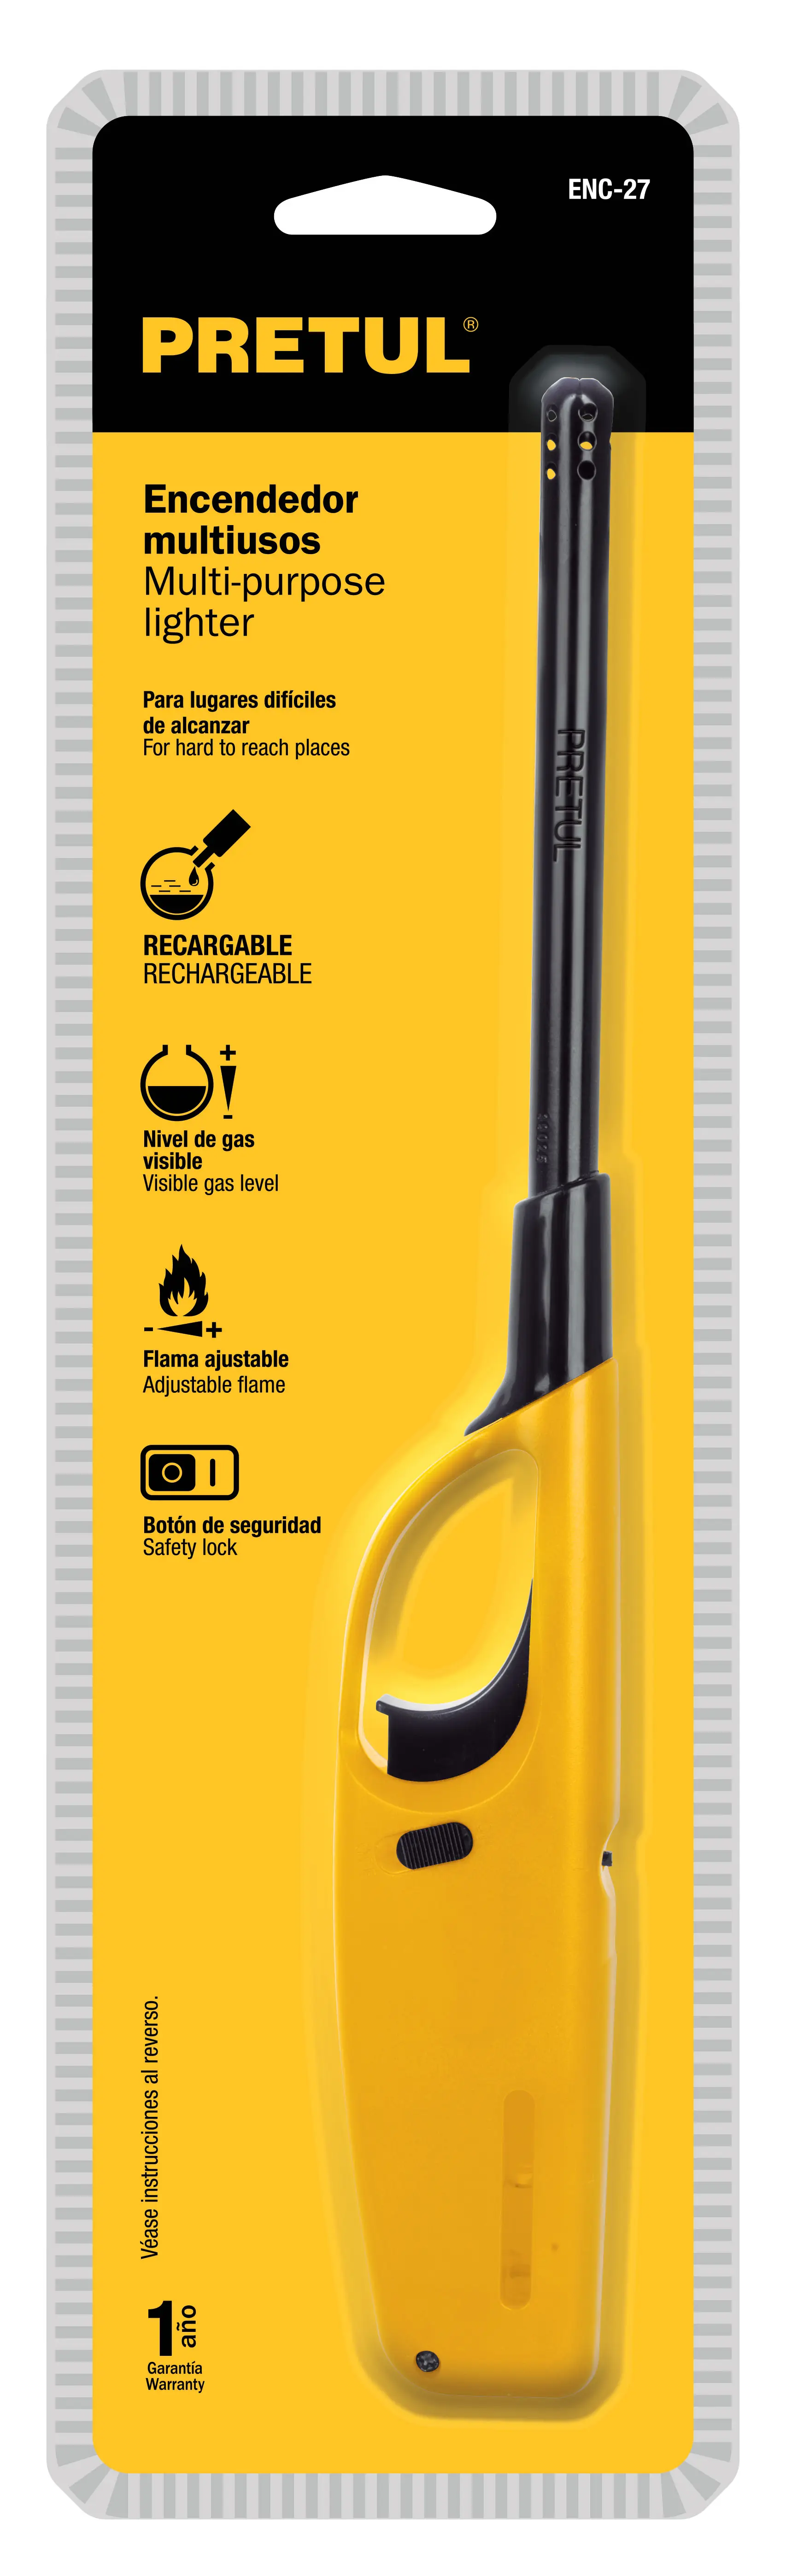 ENC-27
PRETUL®
Encendedor
multiusos
Multi-purpose
lighter
Para lugares difíciles
de alcanzar
For hard to reach places
PRETUL
RECARGABLE
RECHARGEABLE
Nivel de gas
visible
Visible gas level
Flama ajustable
Adjustable flame
Botón de seguridad
Safety lock
Véase instrucciones al reverso.
1 año
Garantía
Warranty